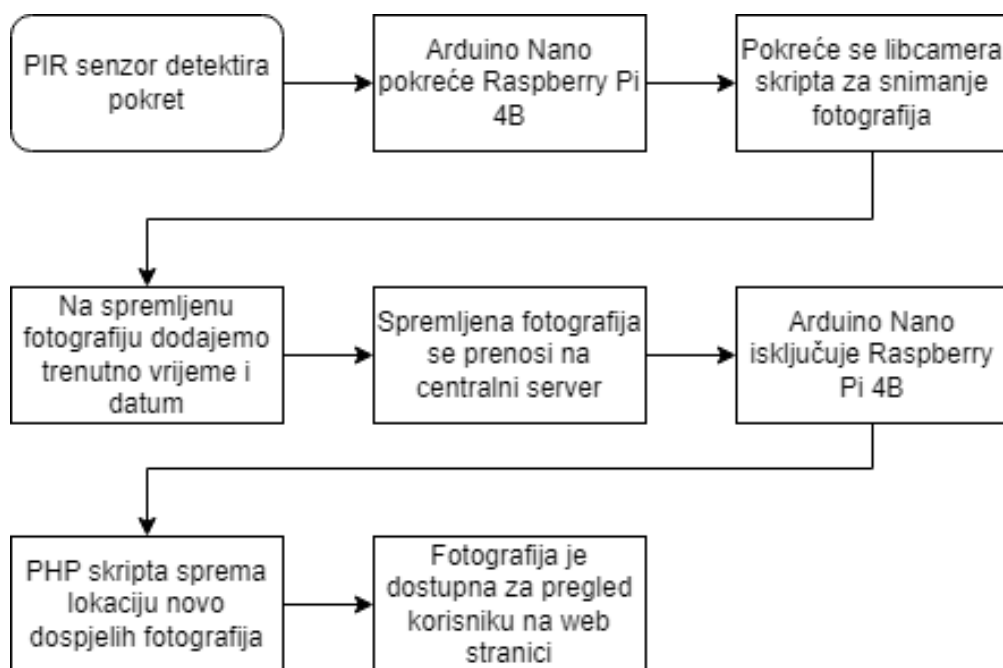 PIR senzor detektira
pokret
Arduino Nano
pokreće Raspberry Pi
4B
Pokreće se libcamera
skripta za snimanje
fotografija
Na spremljenu
fotografiju dodajemo
trenutno vrijeme i
datum
Spremljena fotografija
se prenosi na
centralni server
Arduino Nano
isključuje Raspberry
Pi 4B
PHP skripta sprema
lokaciju novo
dospjelih fotografija
Fotografija je
dostupna za pregled
korisniku na web
stranici